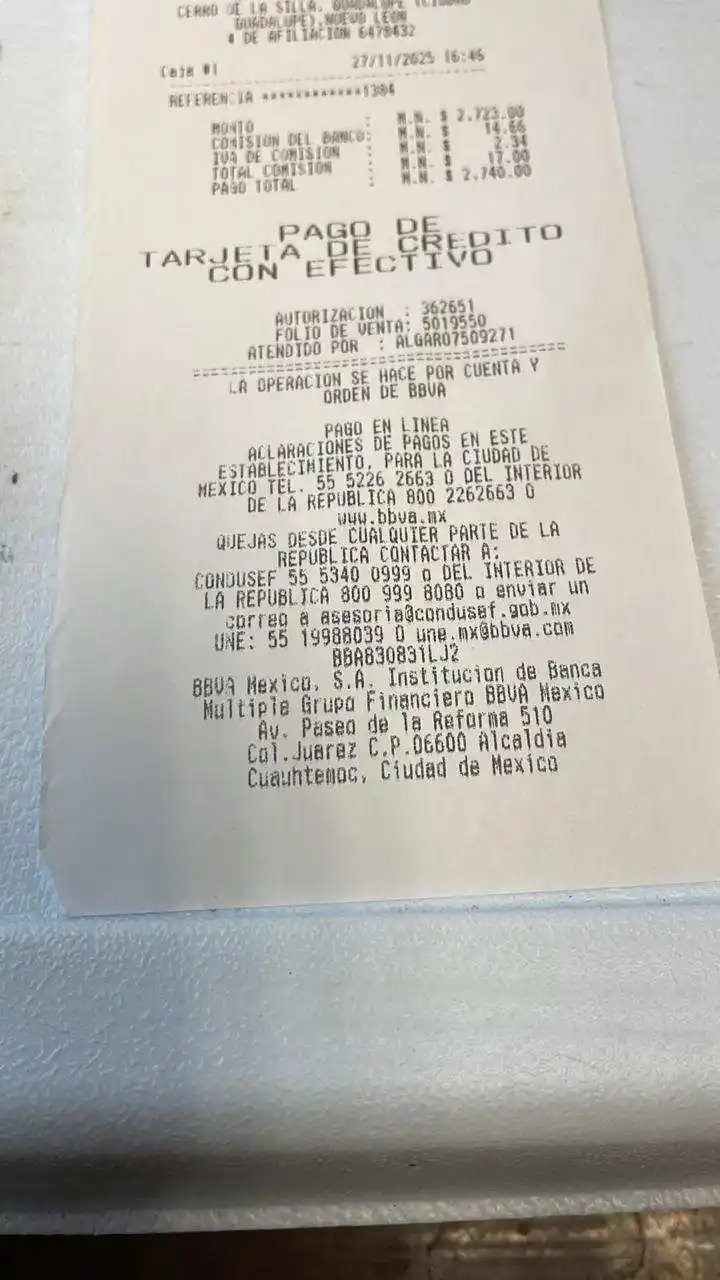 CERRO DE LA SILLA, GUADALUPE (CIUDAD
GUADALUPE),NUEVO LEON
# DE AFILIACION 6478432
Caja #1 27/11/2025 16:46
REFERENCIA ************1384
MONTO : M.N. $ 2,723.00
COMISION DEL BANCO: M.N. $ 14.66
IVA DE COMISION : M.N. $ 2.34
TOTAL COMISION : M.N. $ 17.00
PAGO TOTAL : M.N. $ 2,740.00
PAGO DE
TARJETA DE CREDITO
CON EFECTIVO
AUTORIZACION : 362651
FOLIO DE VENTA: 5019550
ATENDIDO POR : ALGARO7509271
LA OPERACION SE HACE POR CUENTA Y
ORDEN DE BBVA
PAGO EN LINEA
ACLARACIONES DE PAGOS EN ESTE
ESTABLECIMIENTO, PARA LA CIUDAD DE
MEXICO TEL. 55 5226 2663 O DEL INTERIOR
DE LA REPUBLICA 800 2262663 O
www.bbva.mx
QUEJAS DESDE CUALQUIER PARTE DE LA
REPUBLICA CONTACTAR A:
CONDUSEF 55 5340 0999 o DEL INTERIOR DE
LA REPUBLICA 800 999 8080 o enviar un
correo a asesoria@condusef.gob.mx
UNE: 55 19988039 O une.mx@bbva.com
BBA830831LJ2
BBVA Mexico, S.A. Institucion de Banca
Multiple Grupo Financiero BBVA Mexico
Av. Paseo de la Reforma 510
Col.Juarez C.P.06600 Alcaldia
Cuauhtemoc, Ciudad de Mexico